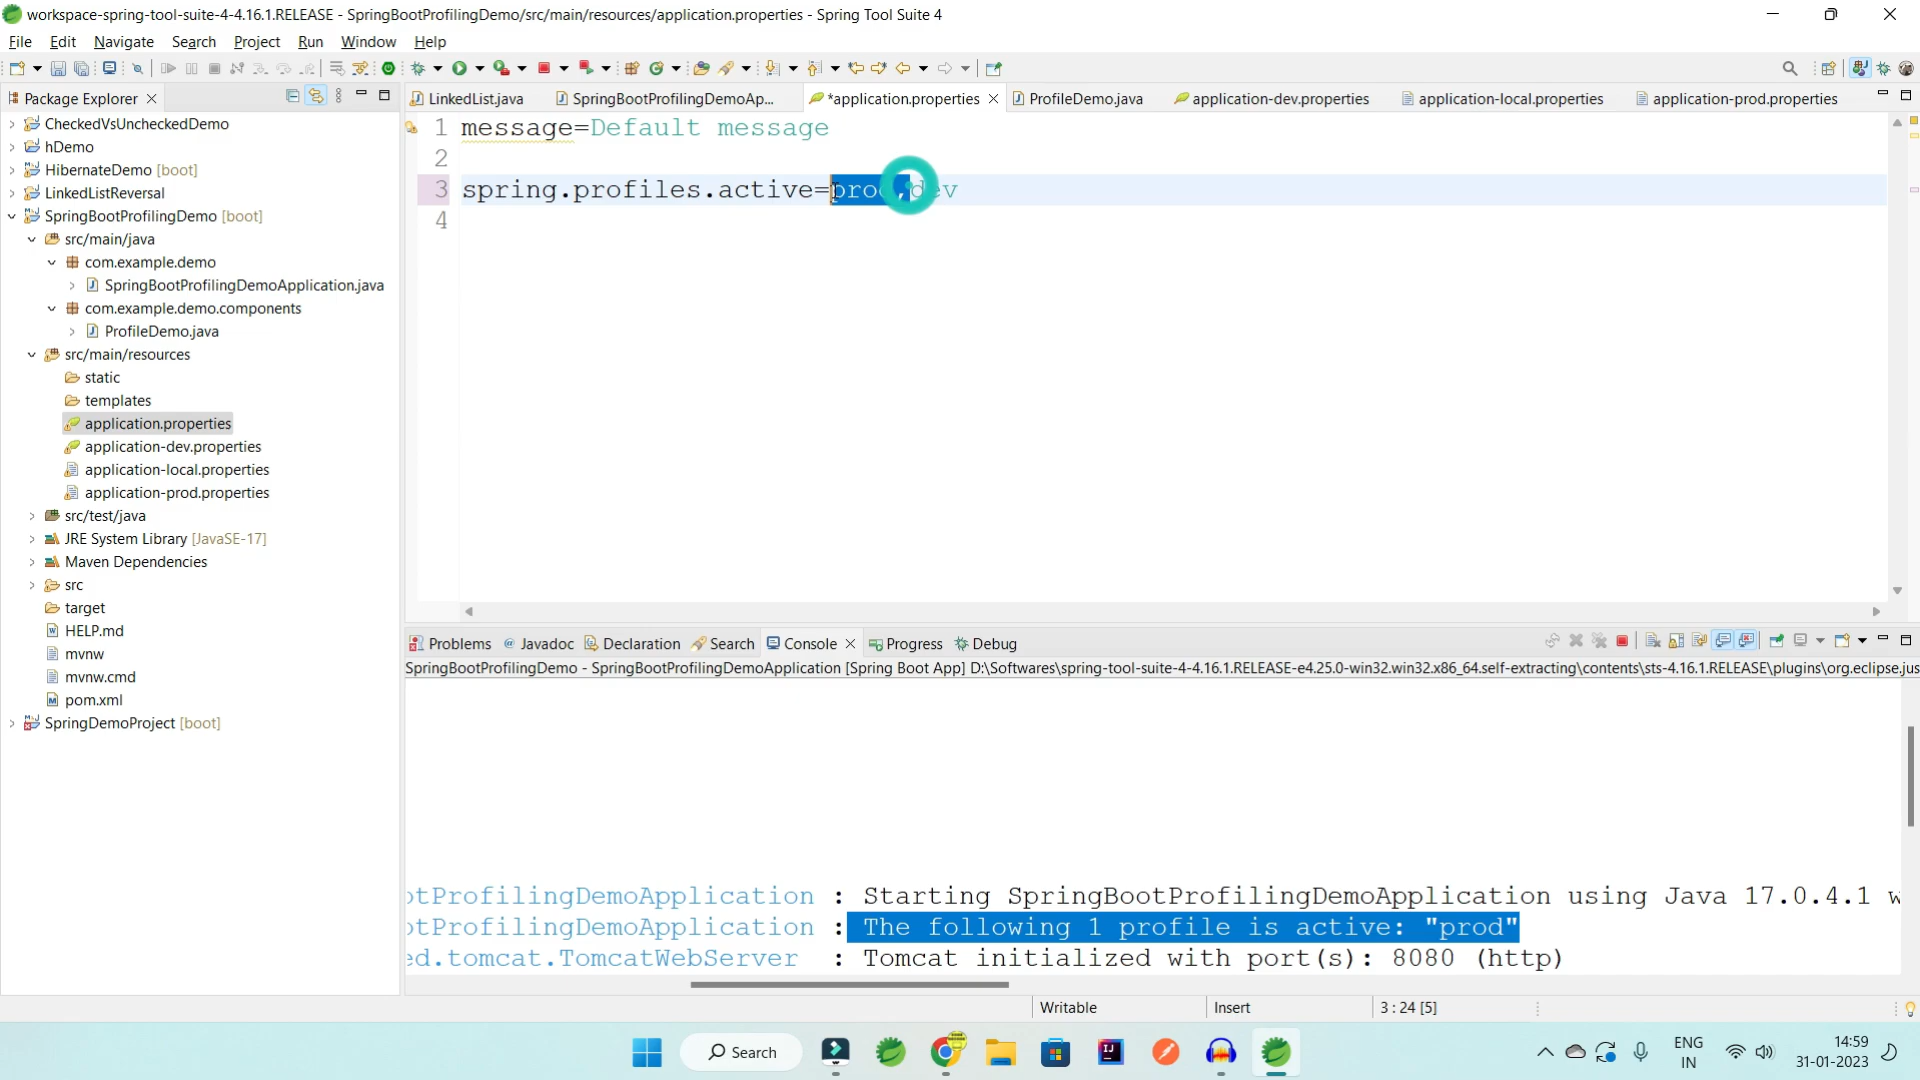 workspace-spring-tool-suite-4-4.16.1.RELEASE - SpringBootProfilingDemo/src/main/resources/application.properties - Spring Tool Suite 4
File Edit Navigate Search Project Run Window Help
Package Explorer
LinkedList.java SpringBootProfilingDemoAp... *application.properties ProfileDemo.java application-dev.properties application-local.properties application-prod.properties
CheckedVsUncheckedDemo
hDemo
HibernateDemo [boot]
LinkedListReversal
SpringBootProfilingDemo [boot]
src/main/java
com.example.demo
SpringBootProfilingDemoApplication.java
com.example.demo.components
ProfileDemo.java
src/main/resources
static
templates
application.properties
application-dev.properties
application-local.properties
application-prod.properties
src/test/java
JRE System Library [JavaSE-17]
Maven Dependencies
src
target
HELP.md
mvnw
mvnw.cmd
pom.xml
SpringDemoProject [boot]
1 message=Default message
2
3 spring.profiles.active=prod,dev
4
Problems Javadoc Declaration Search Console Progress Debug
SpringBootProfilingDemo - SpringBootProfilingDemoApplication [Spring Boot App] D:\Softwares\spring-tool-suite-4-4.16.1.RELEASE-e4.25.0-win32.win32.x86_64.self-extracting\contents\sts-4.16.1.RELEASE\plugins\org.eclipse.jus
otProfilingDemoApplication : Starting SpringBootProfilingDemoApplication using Java 17.0.4.1 w
otProfilingDemoApplication : The following 1 profile is active: "prod"
ed.tomcat.TomcatWebServer : Tomcat initialized with port(s): 8080 (http)
Writable Insert 3 : 24 [5]
Search
ENG
IN
14:59
31-01-2023